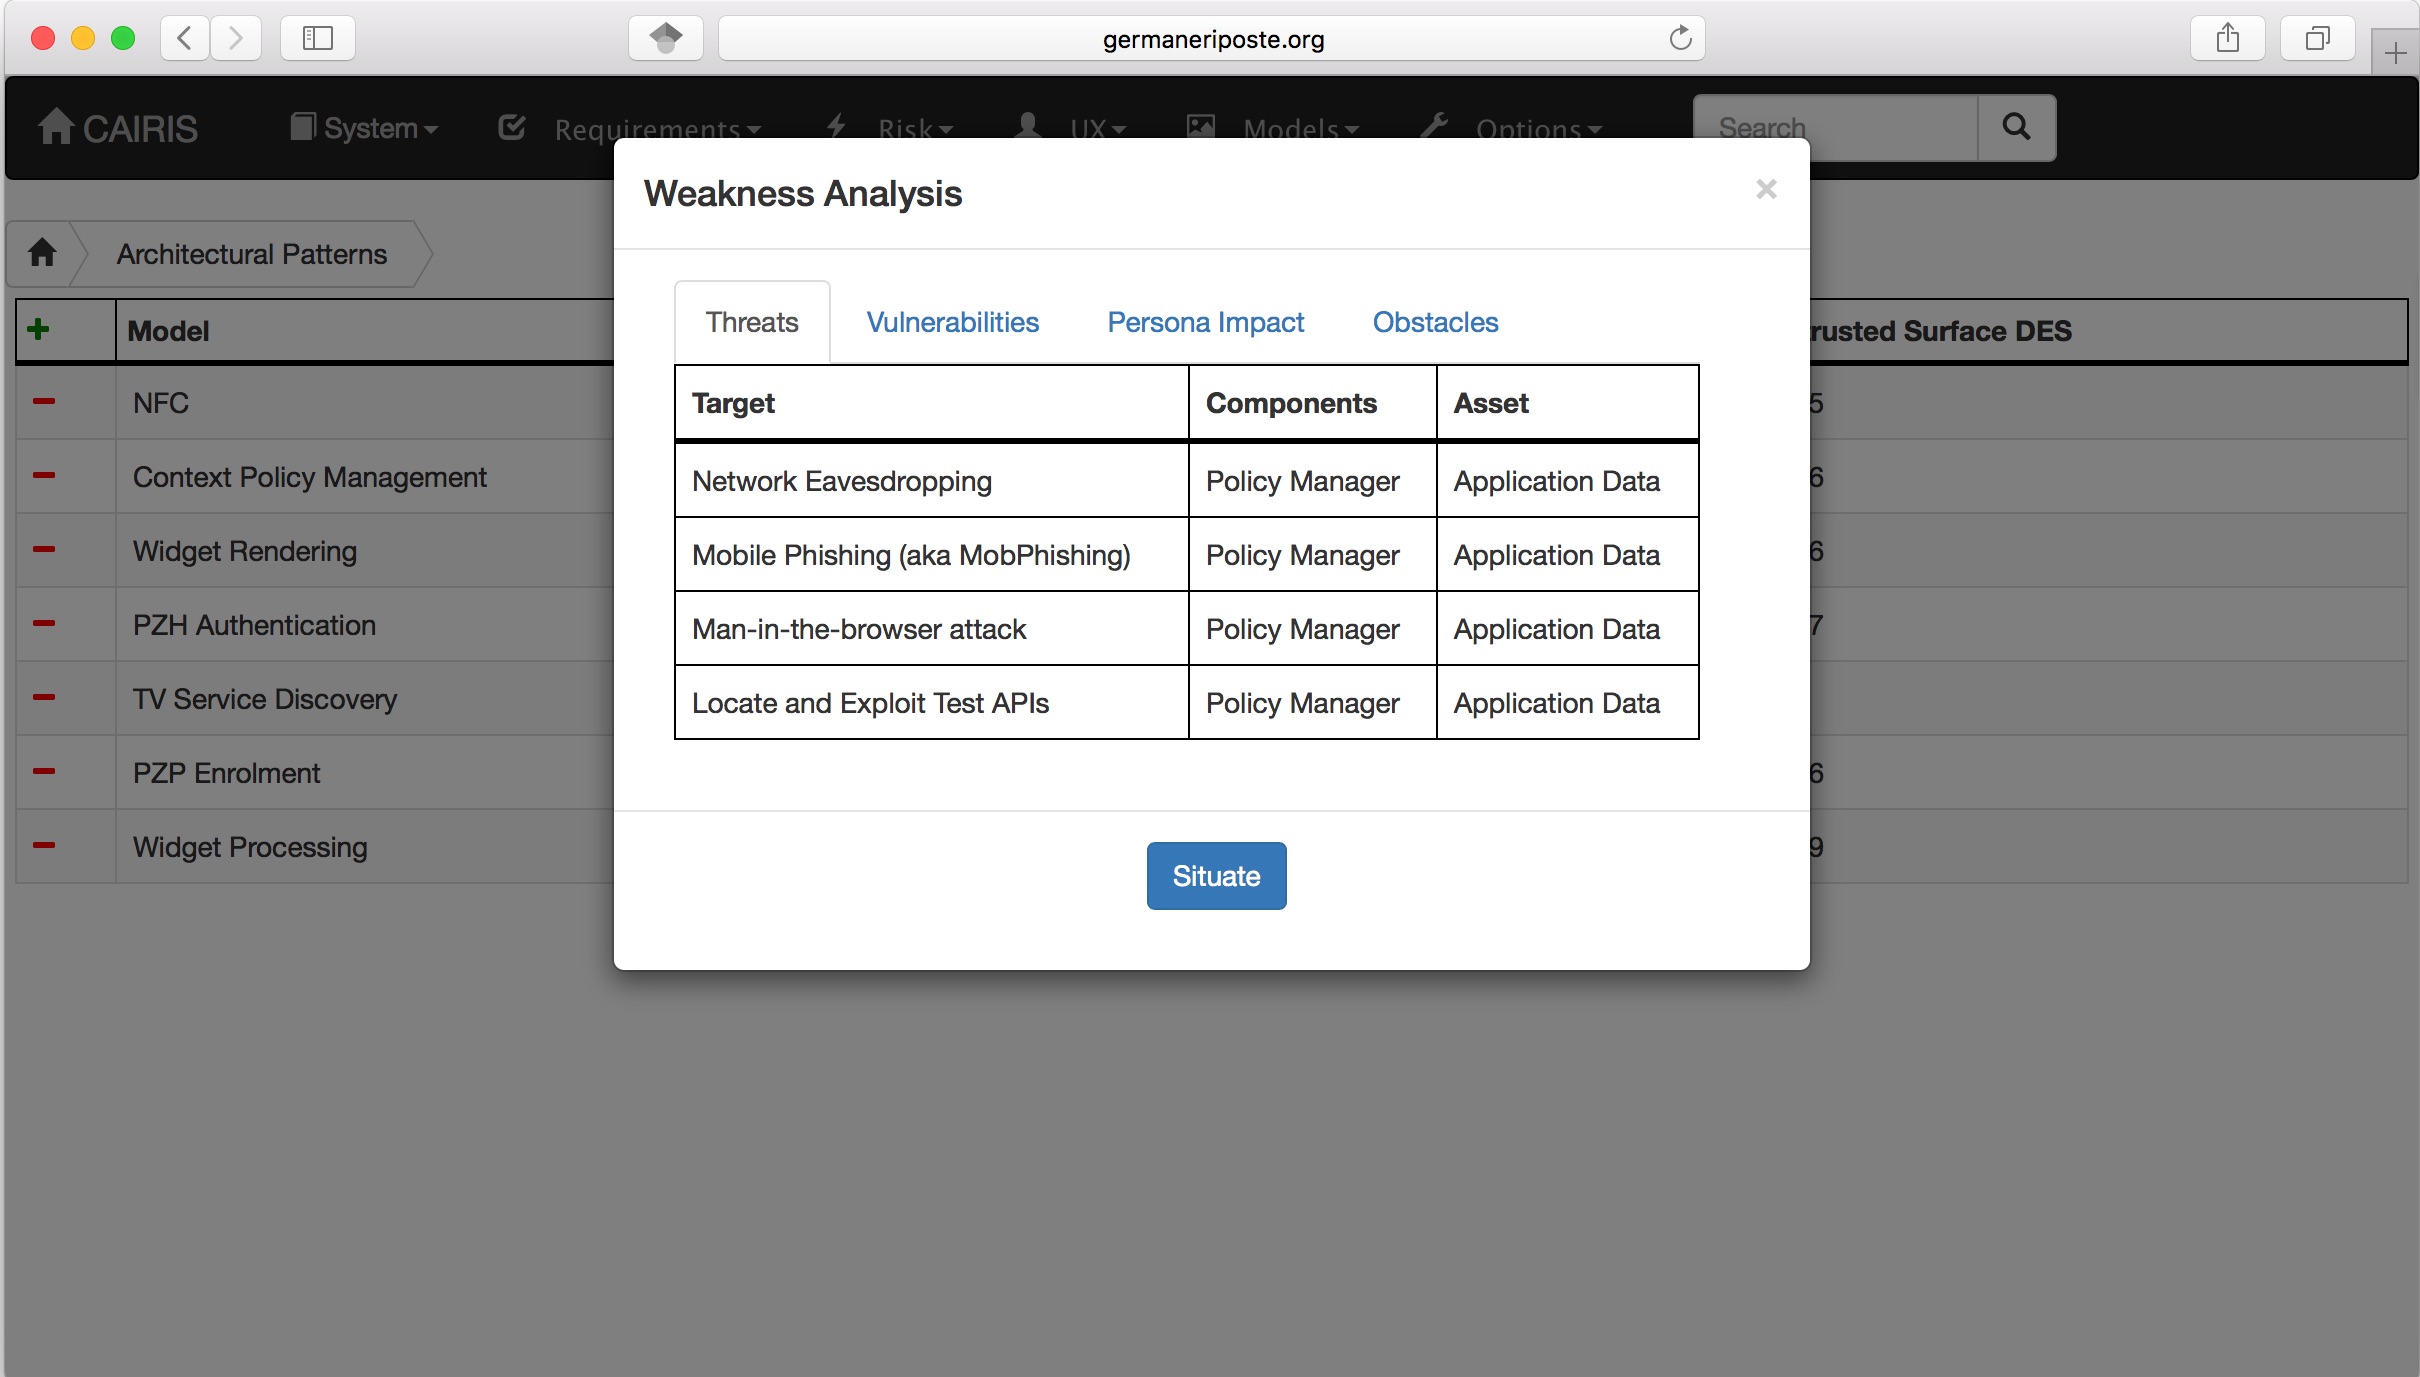 germaneriposte.org
CAIRIS System Requirements Risk UX Models Options Search
Weakness Analysis ×
Architectural Patterns
Threats Vulnerabilities Persona Impact Obstacles
Model rusted Surface DES
Target Components Asset
NFC 5
Network Eavesdropping Policy Manager Application Data
Context Policy Management 6
Mobile Phishing (aka MobPhishing) Policy Manager Application Data
Widget Rendering 6
Man-in-the-browser attack Policy Manager Application Data
PZH Authentication 7
Locate and Exploit Test APIs Policy Manager Application Data
TV Service Discovery
PZP Enrolment 6
Widget Processing 9
Situate